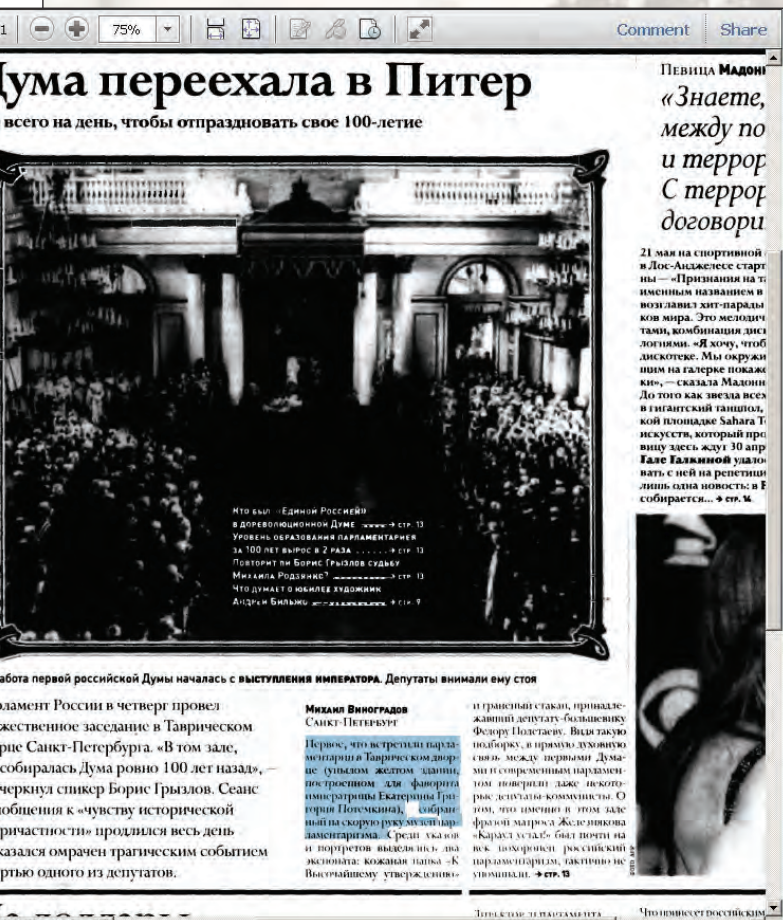 1
75%
Comment
Share
Дума переехала в Питер
всего на день, чтобы отпраздновать свое 100-летие
Кто был «Единой Россией»
в дореволюционной Думе → стр. 13
Уровень образования парламентариев
за 100 лет вырос в 2 раза ...... → стр. 13
Повторит ли Борис Грызлов судьбу
Михаила Родзянко? → стр. 13
Что думает о юбилее художник
Андрей Бильжо → стр. 9
абота первой российской Думы началась с выступления императора. Депутаты внимали ему стоя
рламент России в четверг провел
жественное заседание в Таврическом
рце Санкт-Петербурга. «В том зале,
собиралась Дума ровно 100 лет назад», —
черкнул спикер Борис Грызлов. Сеанс
общения к «чувству исторической
ричастности» продлился весь день
казался омрачен трагическим событием
ртью одного из депутатов.
Михаил Виноградов
Санкт-Петербург
Первое, что встретили парла-
ментарии в Таврическом двор-
це (унылом желтом здании,
построенном для фаворита
императрицы Екатерины Гри-
гория Потемкина), собран-
ный на скорую руку музей пар-
ламентаризма. Среди указов
и портретов выделялись два
экспоната: кожаная папка «К
Высочайшему утверждению»
и граненый стакан, принадле-
жавший депутату-большевику
Федору Полетаеву. Видя такую
подборку, в прямую духовную
связь между первыми Дума-
ми и современным парламен-
том поверили даже некото-
рые депутаты-коммунисты. О
том, что именно в этом зале
фразой матроса Железнякова
«Караул устал!» был почти на
век похоронен российский
парламентаризм, тактично не
упоминали. → стр. 13
Певица Мадон
«Знаете,
между по
и террор
С террор
договори
21 мая на спортивной
в Лос-Анджелесе старт
ны — «Признания на т
именным названием в
возглавил хит-парады
ков мира. Это мелодич
тами, комбинация дис
логиями. «Я хочу, чтоб
дискотеке. Мы окружи
щим на галерке покаж
ки», — сказала Мадонн
До того как звезда всех
в гигантский танцпол,
кой площадке Sahara T
искусств, который про
вицу здесь ждут 30 апр
Гале Галкиной удало
вать с ней на репетици
лишь одна новость: в
собирается... → стр. 14
Что принесет российским